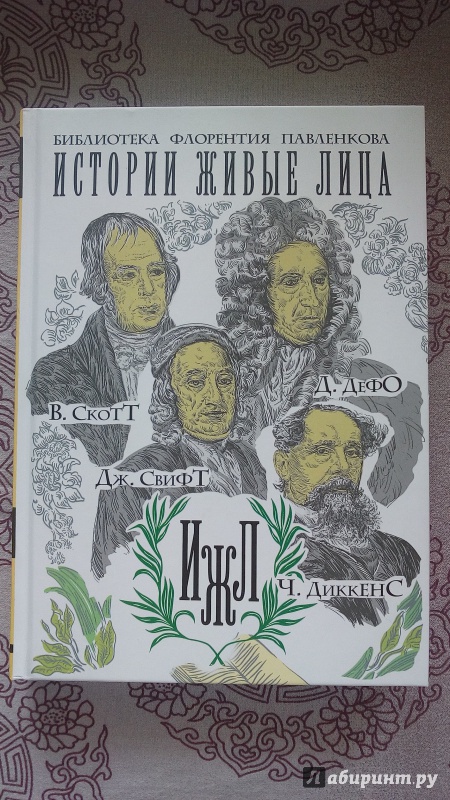 БИБЛИОТЕКА ФЛОРЕНТИЯ ПАВЛЕНКОВА
ИСТОРИИ ЖИВЫЕ ЛИЦА
Д. ДЕФО
В. СКОТТ
ДЖ. СВИФТ
ИЖЛ
Ч. ДИККЕНС
Лабиринт.ру